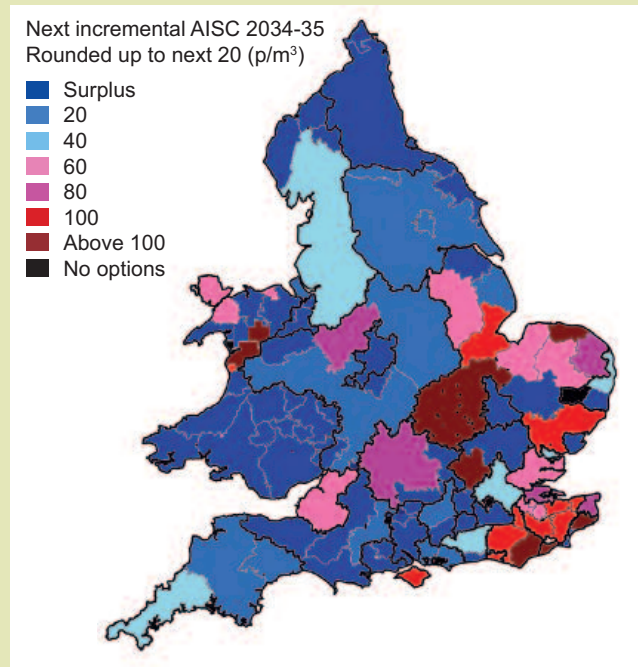 Next incremental AISC 2034-35
Rounded up to next 20 (p/m³)
Surplus
20
40
60
80
100
Above 100
No options